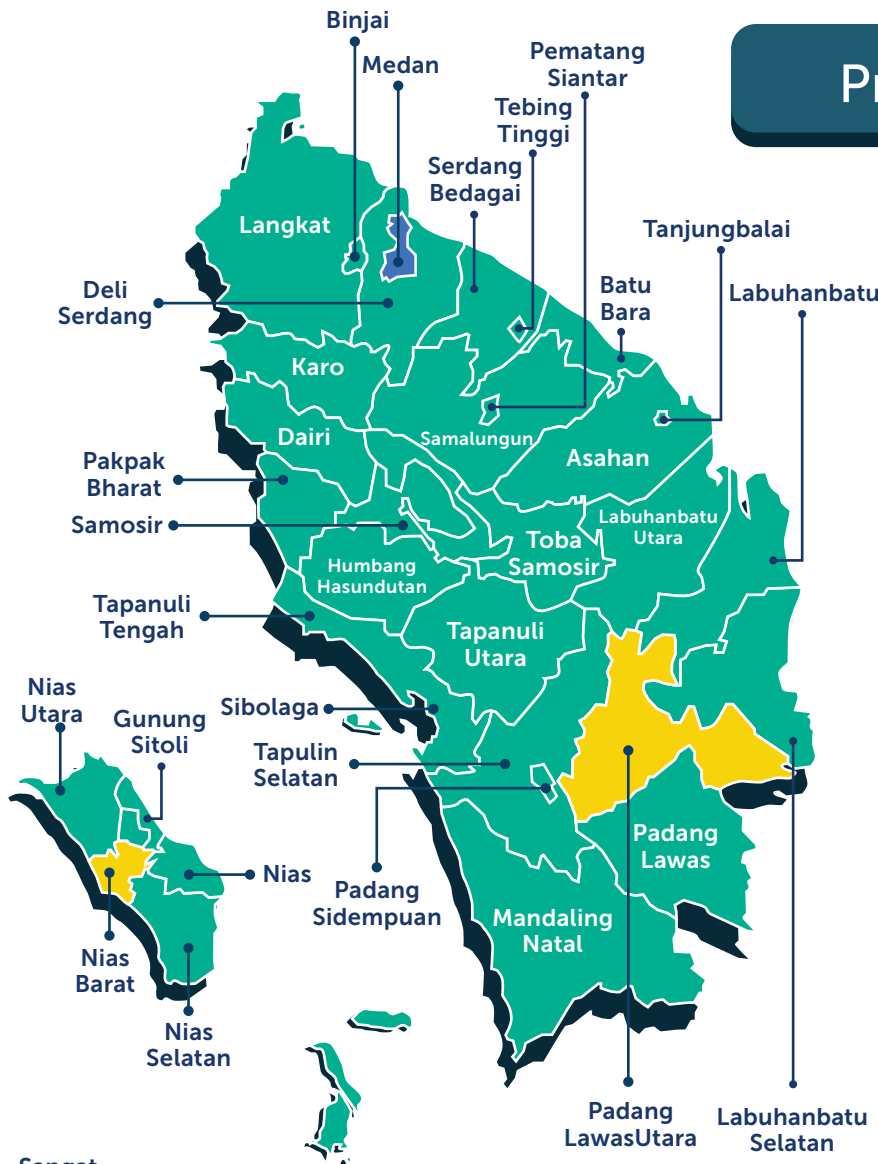 Binjai
Medan
Pematang
Siantar
Tebing
Tinggi
Serdang
Bedagai
Langkat
Tanjungbalai
Deli
Serdang
Batu
Bara
Labuhanbatu
Karo
Dairi
Samalungun
Asahan
Pakpak
Bharat
Samosir
Labuhanbatu
Utara
Toba
Samosir
Humbang
Hasundutan
Tapanuli
Tengah
Tapanuli
Utara
Nias
Utara
Gunung
Sitoli
Sibolaga
Tapulin
Selatan
Padang
Lawas
Nias
Padang
Sidempuan
Mandaling
Natal
Nias
Barat
Nias
Selatan
Padang
LawasUtara
Labuhanbatu
Selatan